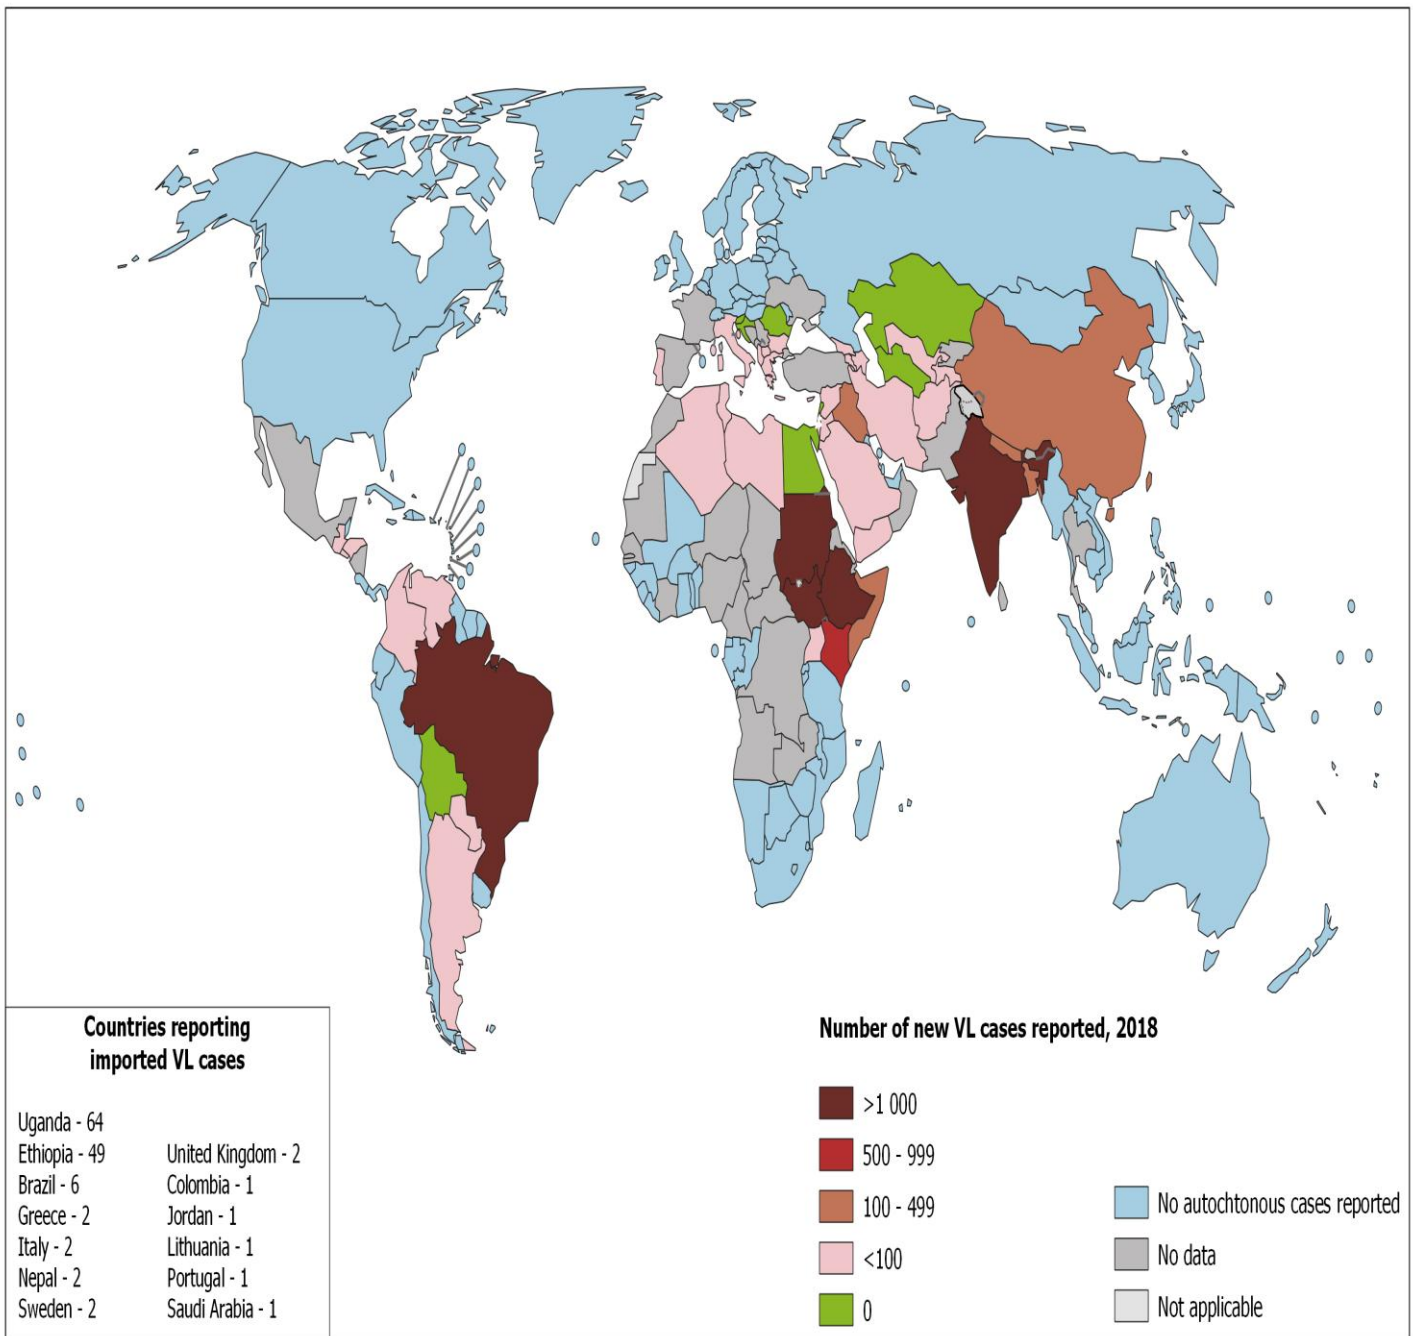 Countries reporting
imported VL cases
Uganda - 64
Ethiopia - 49
Brazil - 6
Greece - 2
Italy - 2
Nepal - 2
Sweden - 2
United Kingdom - 2
Colombia - 1
Jordan - 1
Lithuania - 1
Portugal - 1
Saudi Arabia - 1
Number of new VL cases reported, 2018
>1 000
500 - 999
100 - 499
<100
0
No autochtonous cases reported
No data
Not applicable